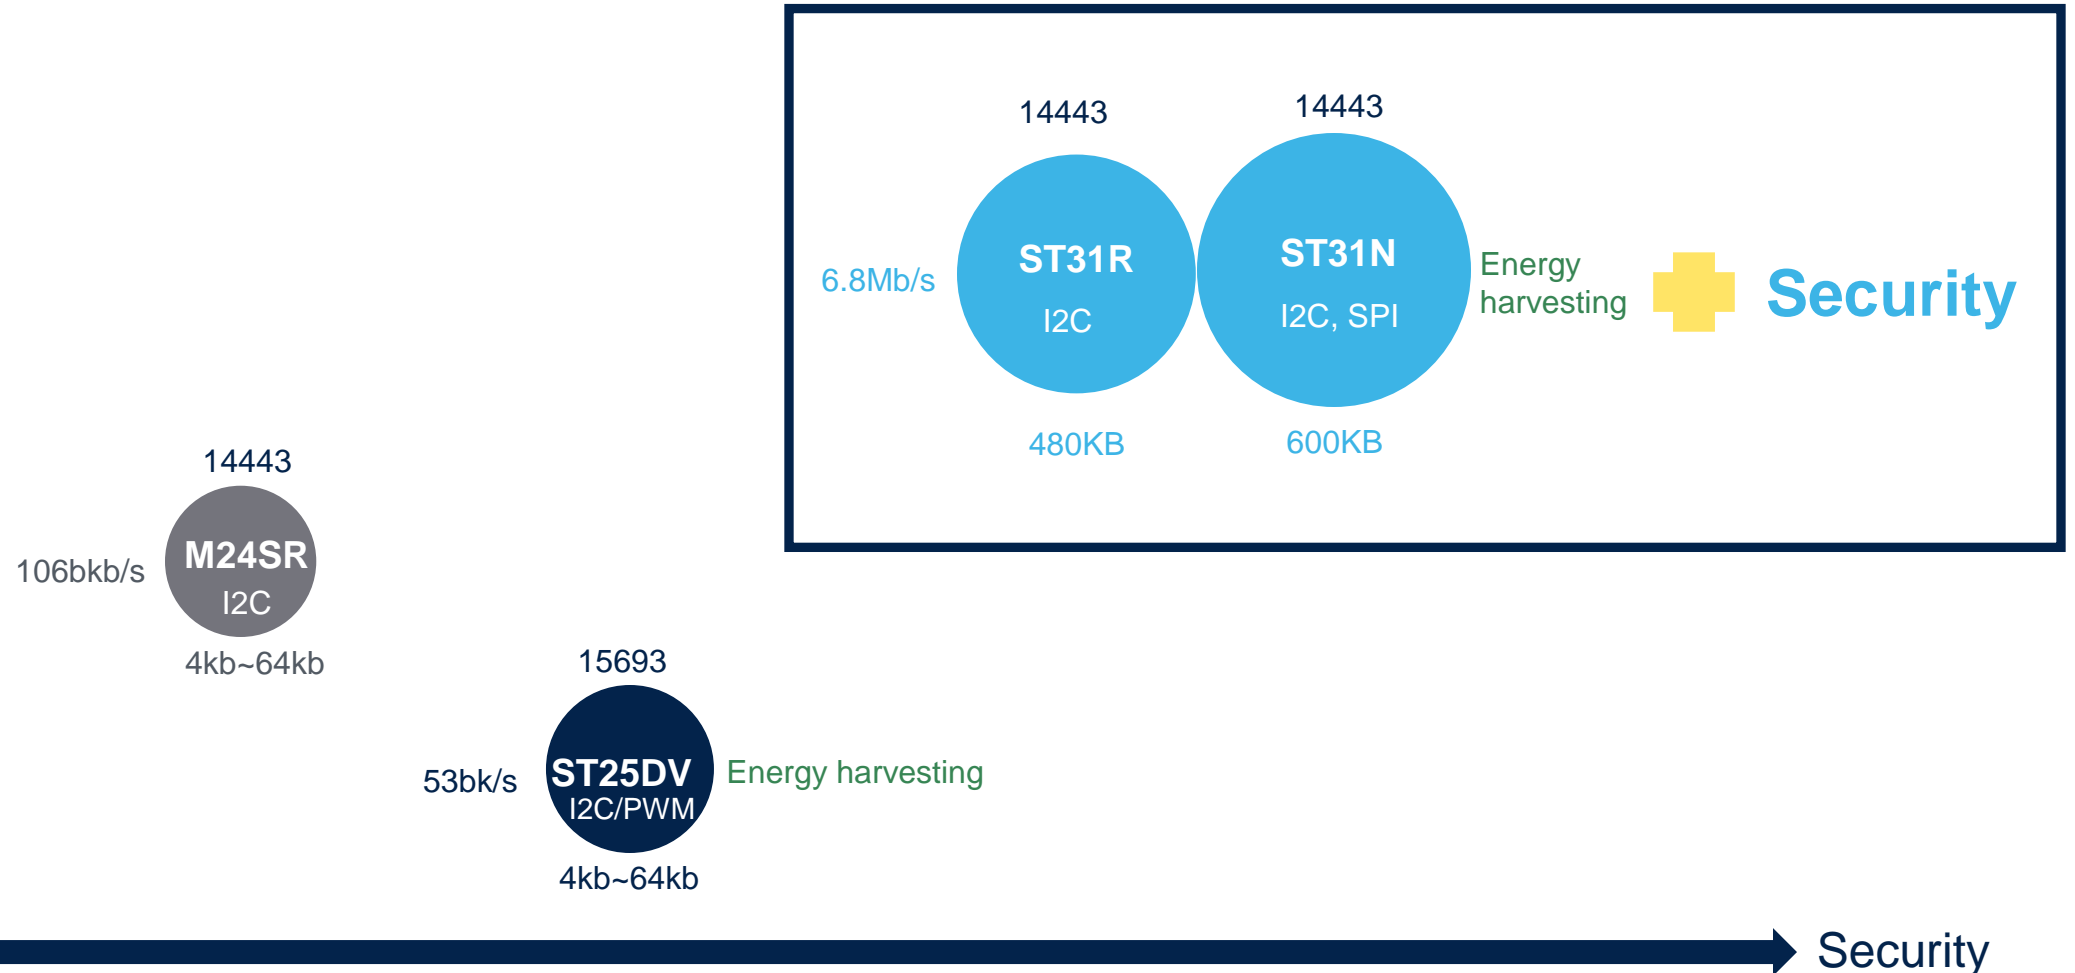 14443
14443
ST31R
I2C
ST31N
I2C, SPI
6.8Mb/s
Energy
harvesting
Security
480KB
600KB
14443
106bkb/s
M24SR
I2C
4kb~64kb
15693
53bk/s
ST25DV
I2C/PWM
Energy harvesting
4kb~64kb
Security